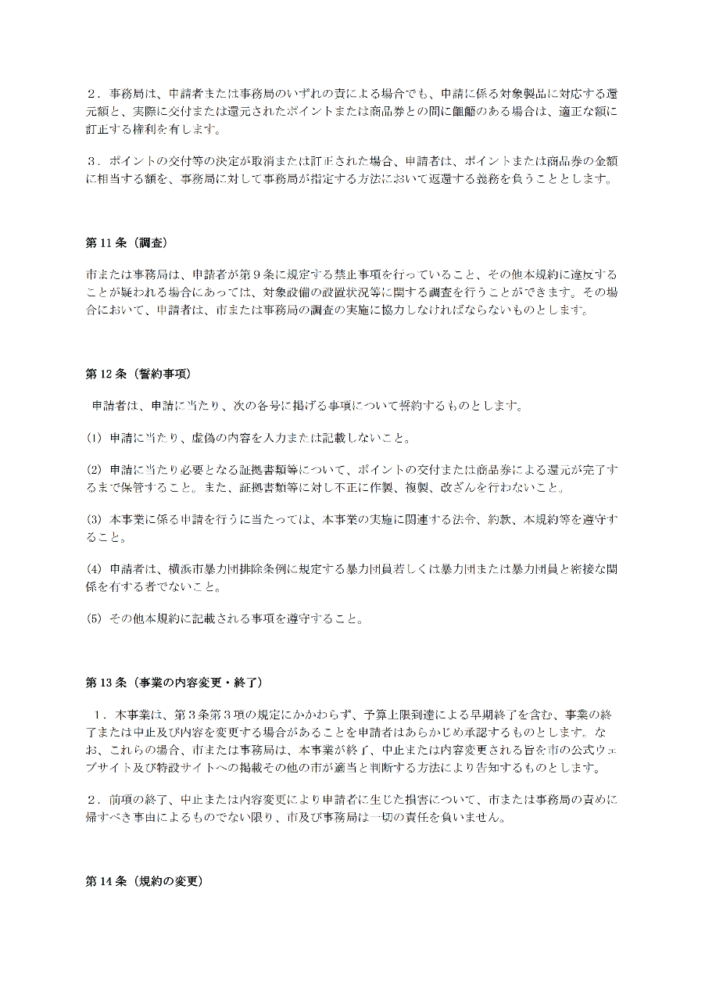 ２．事務局は、申請者または事務局のいずれの責による場合でも、申請に係る対象製品に対応する還
元額と、実際に交付または還元されたポイントまたは商品券との間に齟齬のある場合は、適正な額に
訂正する権利を有します。
３．ポイントの交付等の決定が取消または訂正された場合、申請者は、ポイントまたは商品券の金額
に相当する額を、事務局に対して事務局が指定する方法において返還する義務を負うこととします。
第 11 条（調査）
市または事務局は、申請者が第９条に規定する禁止事項を行っていること、その他本規約に違反する
ことが疑われる場合にあっては、対象設備の設置状況等に関する調査を行うことができます。その場
合において、申請者は、市または事務局の調査の実施に協力しなければならないものとします。
第 12 条（誓約事項）
申請者は、申請に当たり、次の各号に掲げる事項について誓約するものとします。
(1) 申請に当たり、虚偽の内容を入力または記載しないこと。
(2) 申請に当たり必要となる証拠書類等について、ポイントの交付または商品券による還元が完了す
るまで保管すること。また、証拠書類等に対し不正に作製、複製、改ざんを行わないこと。
(3) 本事業に係る申請を行うに当たっては、本事業の実施に関連する法令、約款、本規約等を遵守す
ること。
(4) 申請者は、横浜市暴力団排除条例に規定する暴力団員若しくは暴力団または暴力団員と密接な関
係を有する者でないこと。
(5) その他本規約に記載される事項を遵守すること。
第 13 条（事業の内容変更・終了）
１．本事業は、第３条第３項の規定にかかわらず、予算上限到達による早期終了を含む、事業の終
了または中止及び内容を変更する場合があることを申請者はあらかじめ承認するものとします。な
お、これらの場合、市または事務局は、本事業が終了、中止または内容変更される旨を市の公式ウェ
ブサイト及び特設サイトへの掲載その他の市が適当と判断する方法により告知するものとします。
２．前項の終了、中止または内容変更により申請者に生じた損害について、市または事務局の責めに
帰すべき事由によるものでない限り、市及び事務局は一切の責任を負いません。
第 14 条（規約の変更）